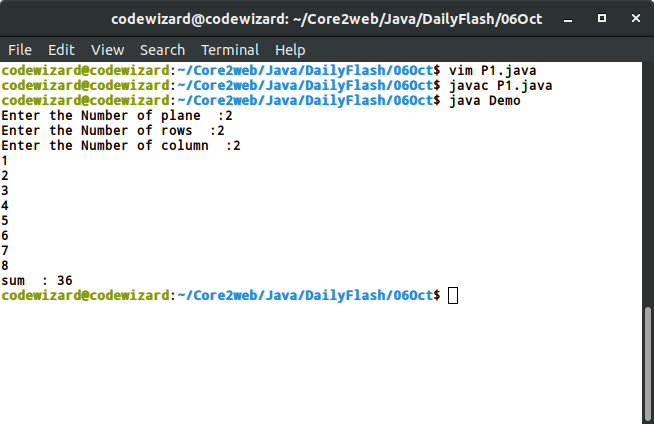 codewizard@codewizard: ~/Core2web/Java/DailyFlash/06Oct
File Edit View Search Terminal Help
codewizard@codewizard:~/Core2web/Java/DailyFlash/06Oct$ vim P1.java
codewizard@codewizard:~/Core2web/Java/DailyFlash/06Oct$ javac P1.java
codewizard@codewizard:~/Core2web/Java/DailyFlash/06Oct$ java Demo
Enter the Number of plane  :2
Enter the Number of rows  :2
Enter the Number of column  :2
1
2
3
4
5
6
7
8
sum  : 36
codewizard@codewizard:~/Core2web/Java/DailyFlash/06Oct$